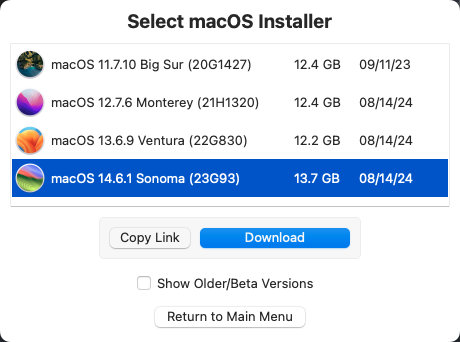 Select macOS Installer
macOS 11.7.10 Big Sur (20G1427) 12.4 GB 09/11/23
macOS 12.7.6 Monterey (21H1320) 12.4 GB 08/14/24
macOS 13.6.9 Ventura (22G830) 12.2 GB 08/14/24
macOS 14.6.1 Sonoma (23G93) 13.7 GB 08/14/24
Copy Link Download
Show Older/Beta Versions
Return to Main Menu